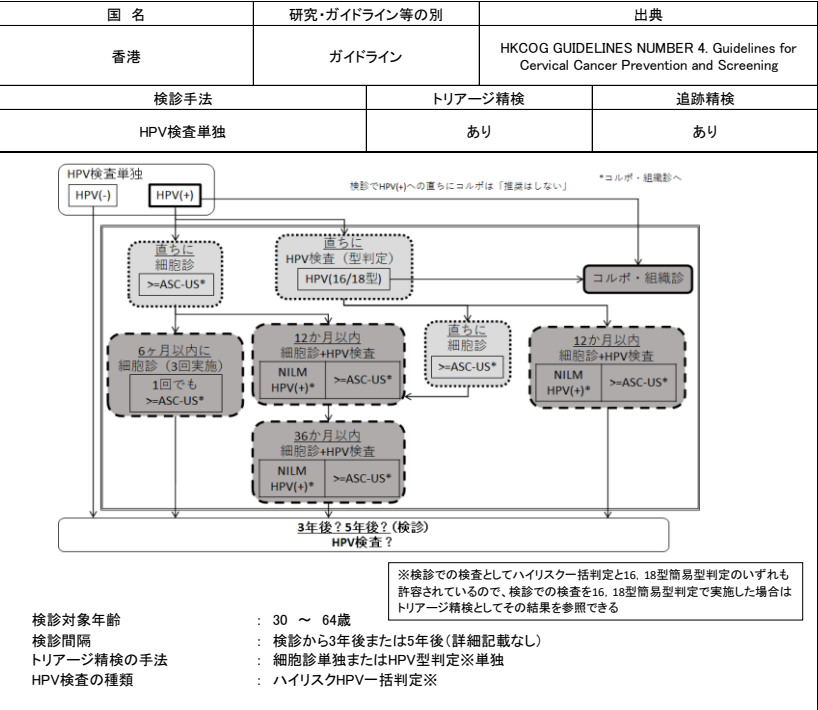 国 名
研究・ガイドライン等の別
出典
香港
ガイドライン
HKCOG GUIDELINES NUMBER 4. Guidelines for
Cervical Cancer Prevention and Screening
検診手法
トリアージ精検
追跡精検
HPV検査単独
あり
あり
HPV検査単独
HPV(-)
HPV(+)
検診でHPV(+)への直ちにコルポは「推奨はしない」
*コルポ・組織診へ
直ちに
細胞診
>=ASC-US*
直ちに
HPV検査（型判定）
HPV(16/18型)
コルポ・組織診
6ヶ月以内に
細胞診（3回実施）
1回でも
>=ASC-US*
12か月以内
細胞診+HPV検査
NILM
HPV(+)*
>=ASC-US*
直ちに
細胞診
>=ASC-US*
12か月以内
細胞診+HPV検査
NILM
HPV(+)*
>=ASC-US*
36か月以内
細胞診+HPV検査
NILM
HPV(+)*
>=ASC-US*
3年後？5年後？(検診)
HPV検査？
※検診での検査としてハイリスク一括判定と16，18型簡易型判定のいずれも
許容されているので、検診での検査を16，18型簡易型判定で実施した場合は
トリアージ精検としてその結果を参照できる
検診対象年齢 : 30 ～ 64歳
検診間隔 : 検診から3年後または5年後(詳細記載なし)
トリアージ精検の手法 : 細胞診単独またはHPV型判定※単独
HPV検査の種類 : ハイリスクHPV一括判定※